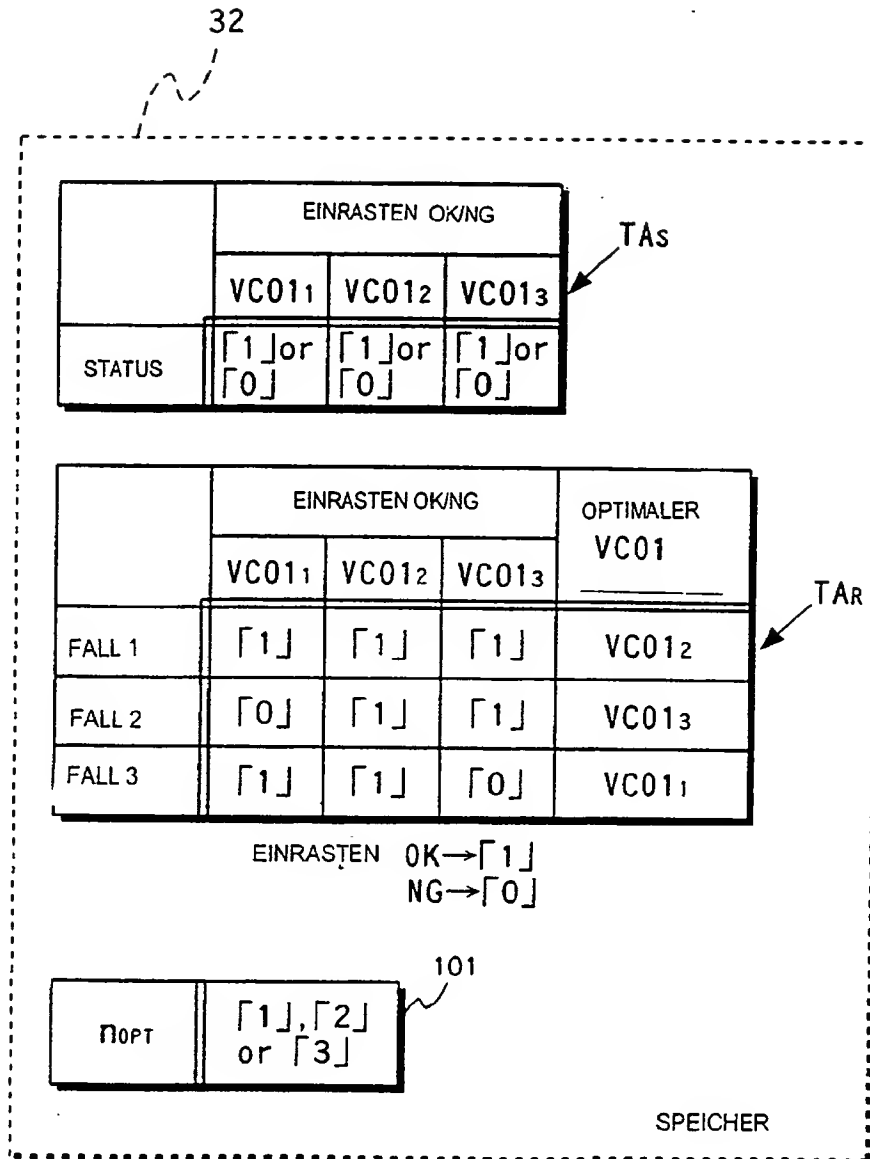 32
EINRASTEN OK/NG
TAS
VCO11 VCO12 VCO13
STATUS 「1」or 「0」 「1」or 「0」 「1」or 「0」
EINRASTEN OK/NG OPTIMALER VCO1
VCO11 VCO12 VCO13
TAR
FALL 1 「1」 「1」 「1」 VCO12
FALL 2 「0」 「1」 「1」 VCO13
FALL 3 「1」 「1」 「0」 VCO11
EINRASTEN OK→「1」
NG→「0」
101
nOPT 「1」,「2」 or 「3」
SPEICHER